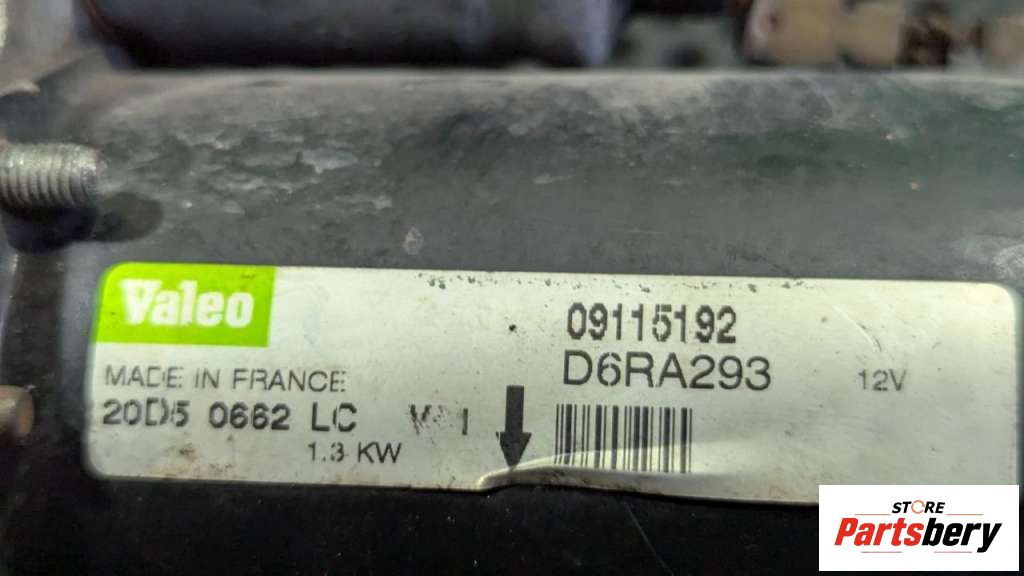 Valeo
09115192
MADE IN FRANCE
D6RA293
12V
20D5 0662 LC
1.3 KW
STORE
Partsbery